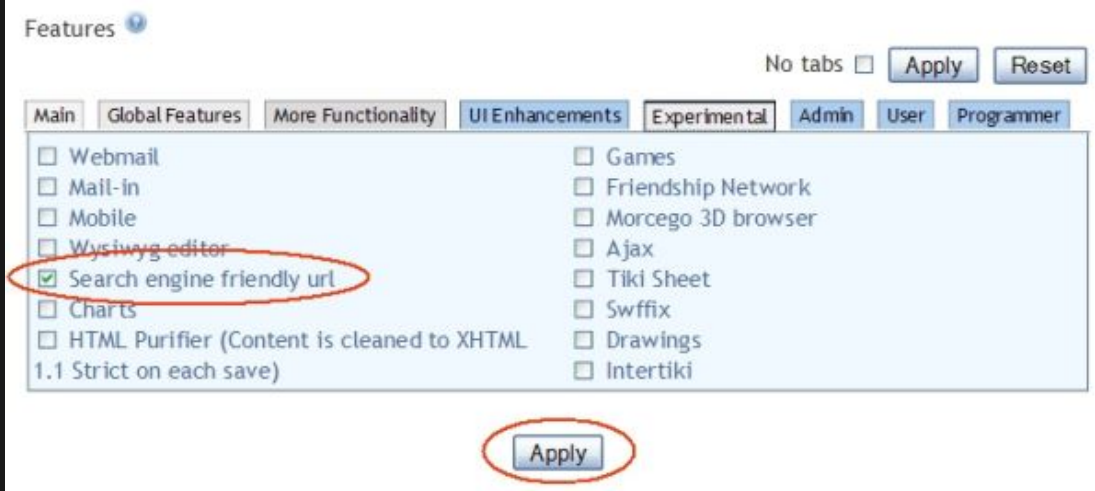 Features
No tabs Apply Reset
Main Global Features More Functionality UI Enhancements Experimental Admin User Programmer
Webmail
Mail-in
Mobile
Wysiwyg editor
Search engine friendly url
Charts
HTML Purifier (Content is cleaned to XHTML
1.1 Strict on each save)
Games
Friendship Network
Morcego 3D browser
Ajax
Tiki Sheet
Swffix
Drawings
Intertiki
Apply